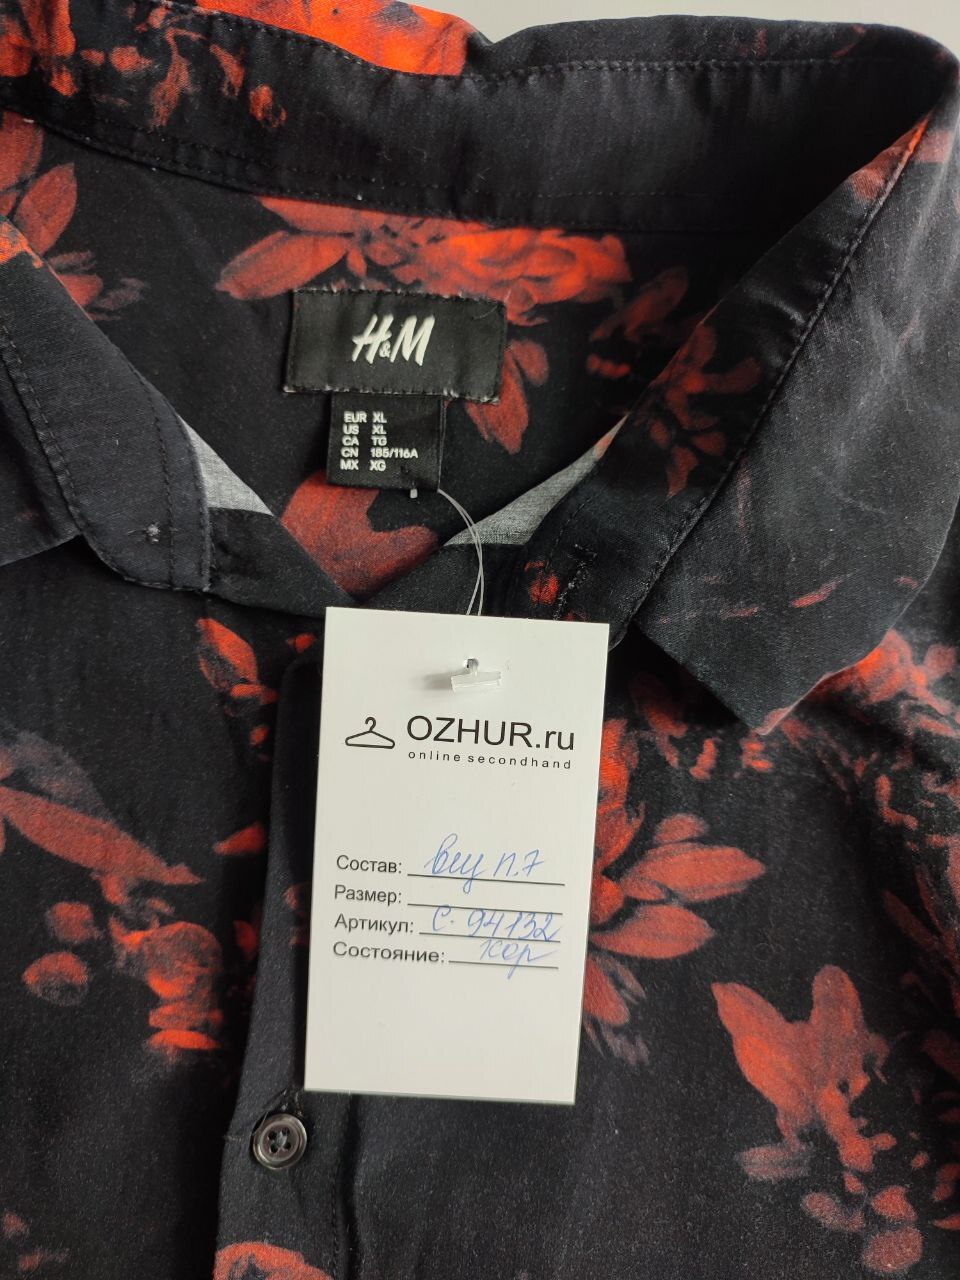 H&M
EUR XL
US XL
CA TG
CN 185/116A
MX XG
OZHUR.ru
online secondhand
Состав: вещ п.7
Размер:
Артикул: С-94132
Состояние: хор